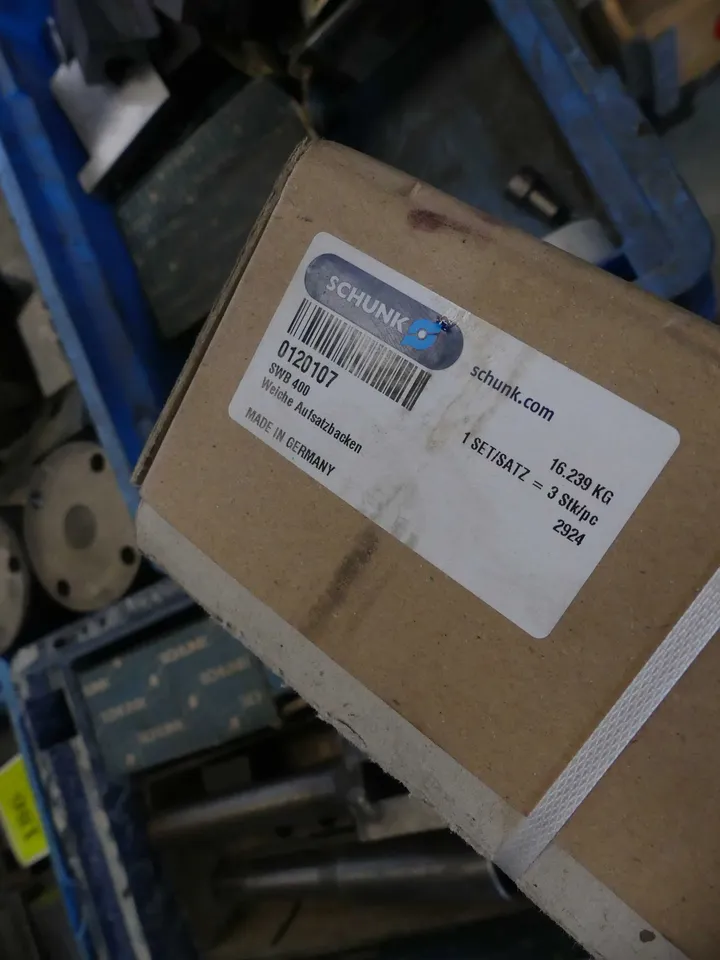 SCHUNK
schunk.com
0120107
SWB 400
Weiche Aufsatzbacken
MADE IN GERMANY
16.239 KG
1 SET/SATZ = 3 Stk/pc
2924
SCHUNK